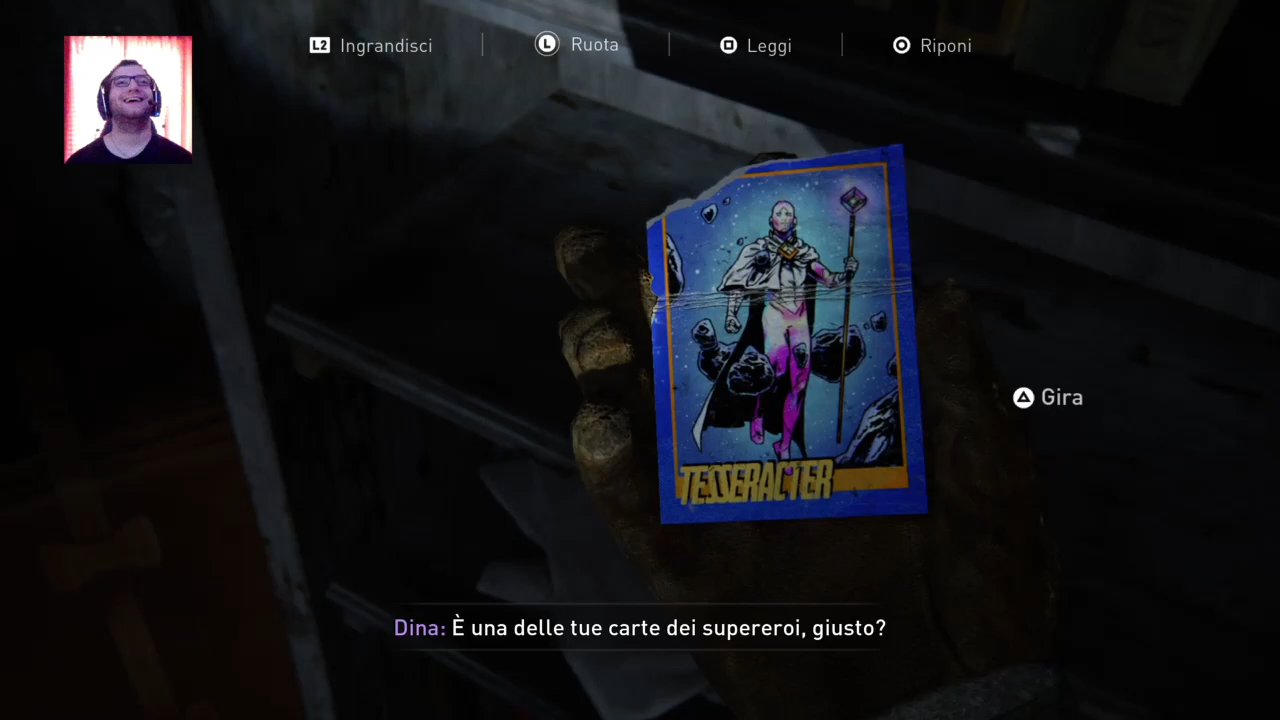 L2 Ingrandisci
L Ruota
Leggi
Riponi
Gira
TESSERACTER
Dina: È una delle tue carte dei supereroi, giusto?